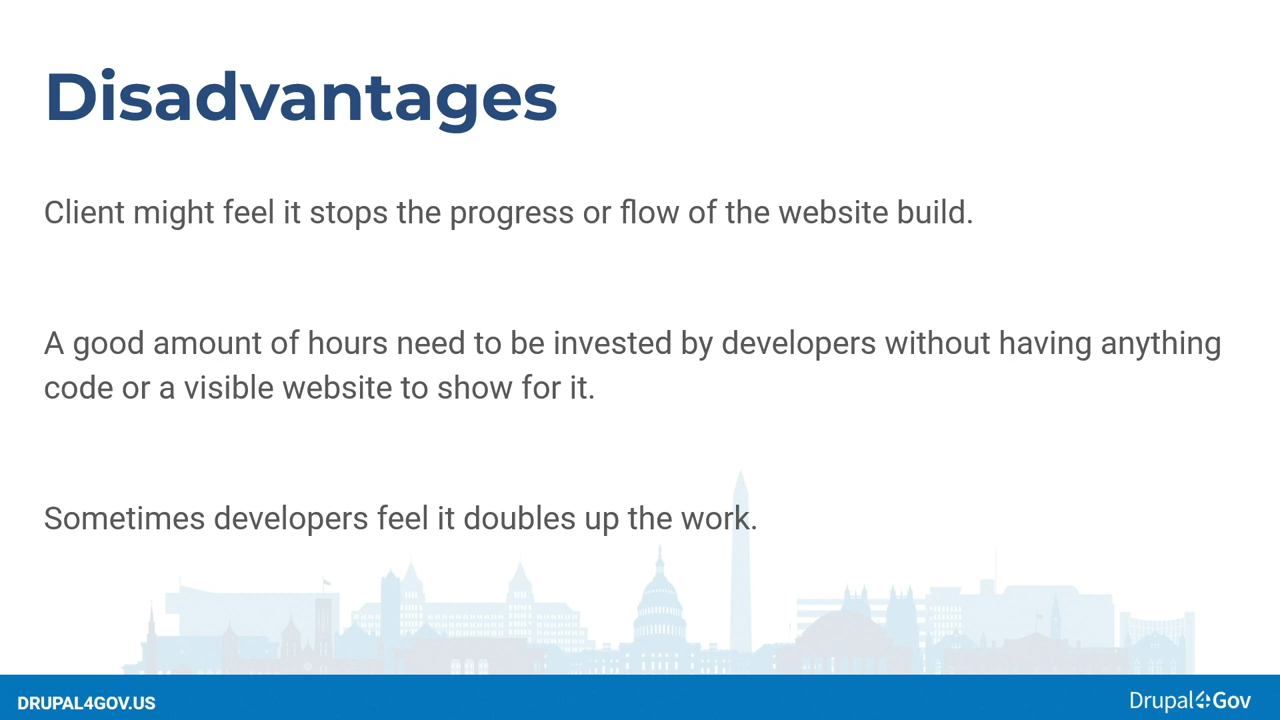 Disadvantages
Client might feel it stops the progress or flow of the website build.
A good amount of hours need to be invested by developers without having anything
code or a visible website to show for it.
Sometimes developers feel it doubles up the work.
DRUPAL4GOV.US
Drupal4Gov